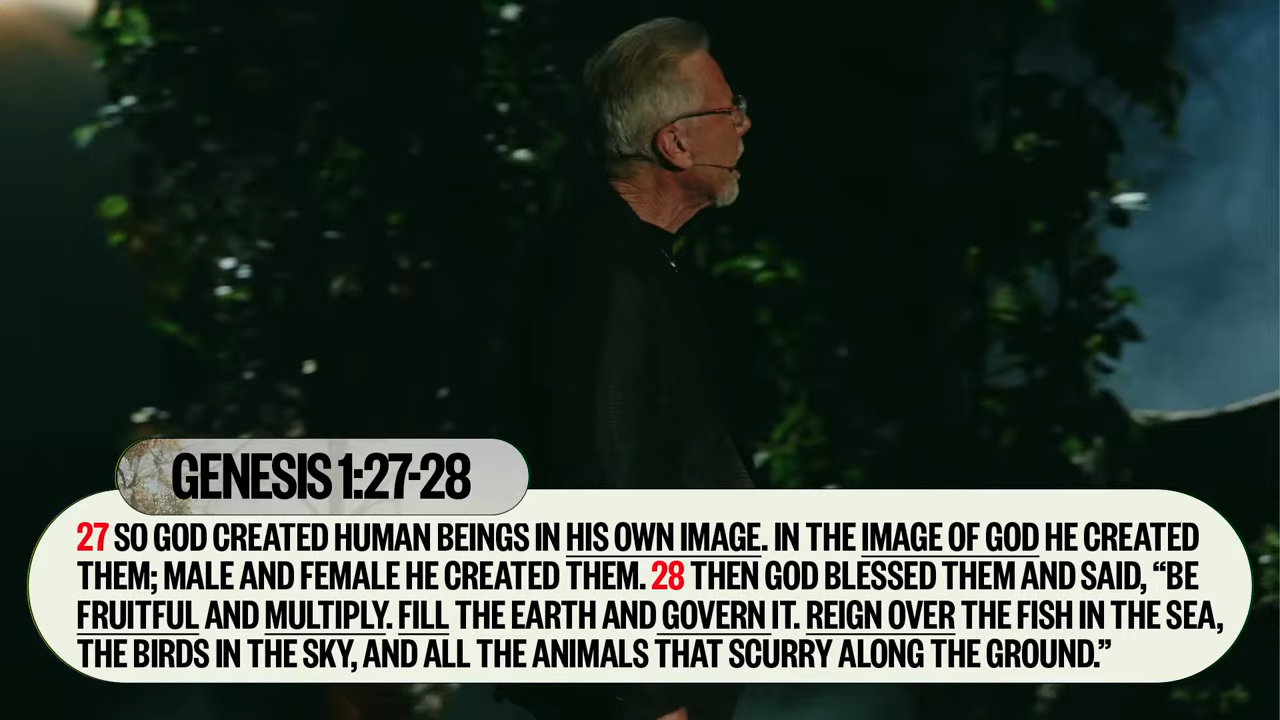 GENESIS 1:27-28
27 SO GOD CREATED HUMAN BEINGS IN HIS OWN IMAGE. IN THE IMAGE OF GOD HE CREATED
THEM; MALE AND FEMALE HE CREATED THEM. 28 THEN GOD BLESSED THEM AND SAID, “BE
FRUITFUL AND MULTIPLY. FILL THE EARTH AND GOVERN IT. REIGN OVER THE FISH IN THE SEA,
THE BIRDS IN THE SKY, AND ALL THE ANIMALS THAT SCURRY ALONG THE GROUND.”